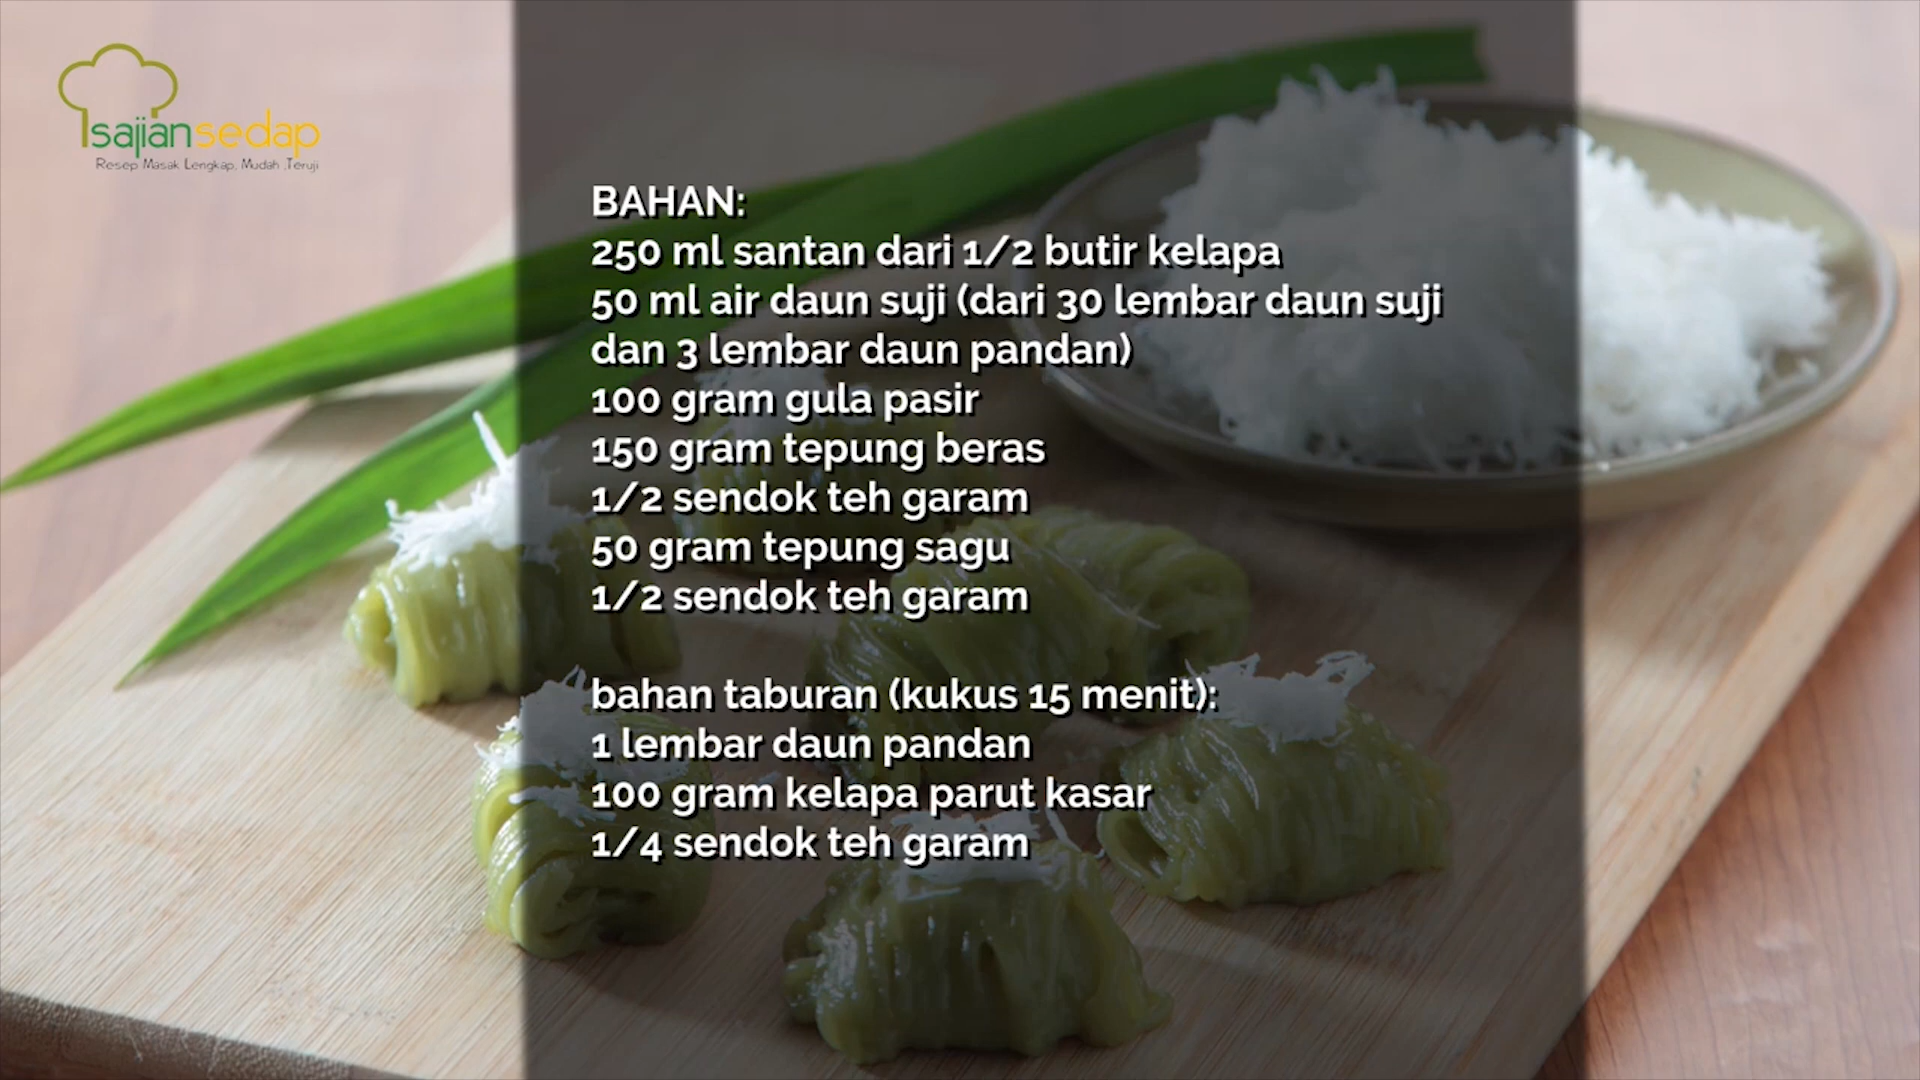 sajiansedap
Resep Masak Lengkap, Mudah ,Teruji
BAHAN:
250 ml santan dari 1/2 butir kelapa
50 ml air daun suji (dari 30 lembar daun suji
dan 3 lembar daun pandan)
100 gram gula pasir
150 gram tepung beras
1/2 sendok teh garam
50 gram tepung sagu
1/2 sendok teh garam
bahan taburan (kukus 15 menit):
1 lembar daun pandan
100 gram kelapa parut kasar
1/4 sendok teh garam